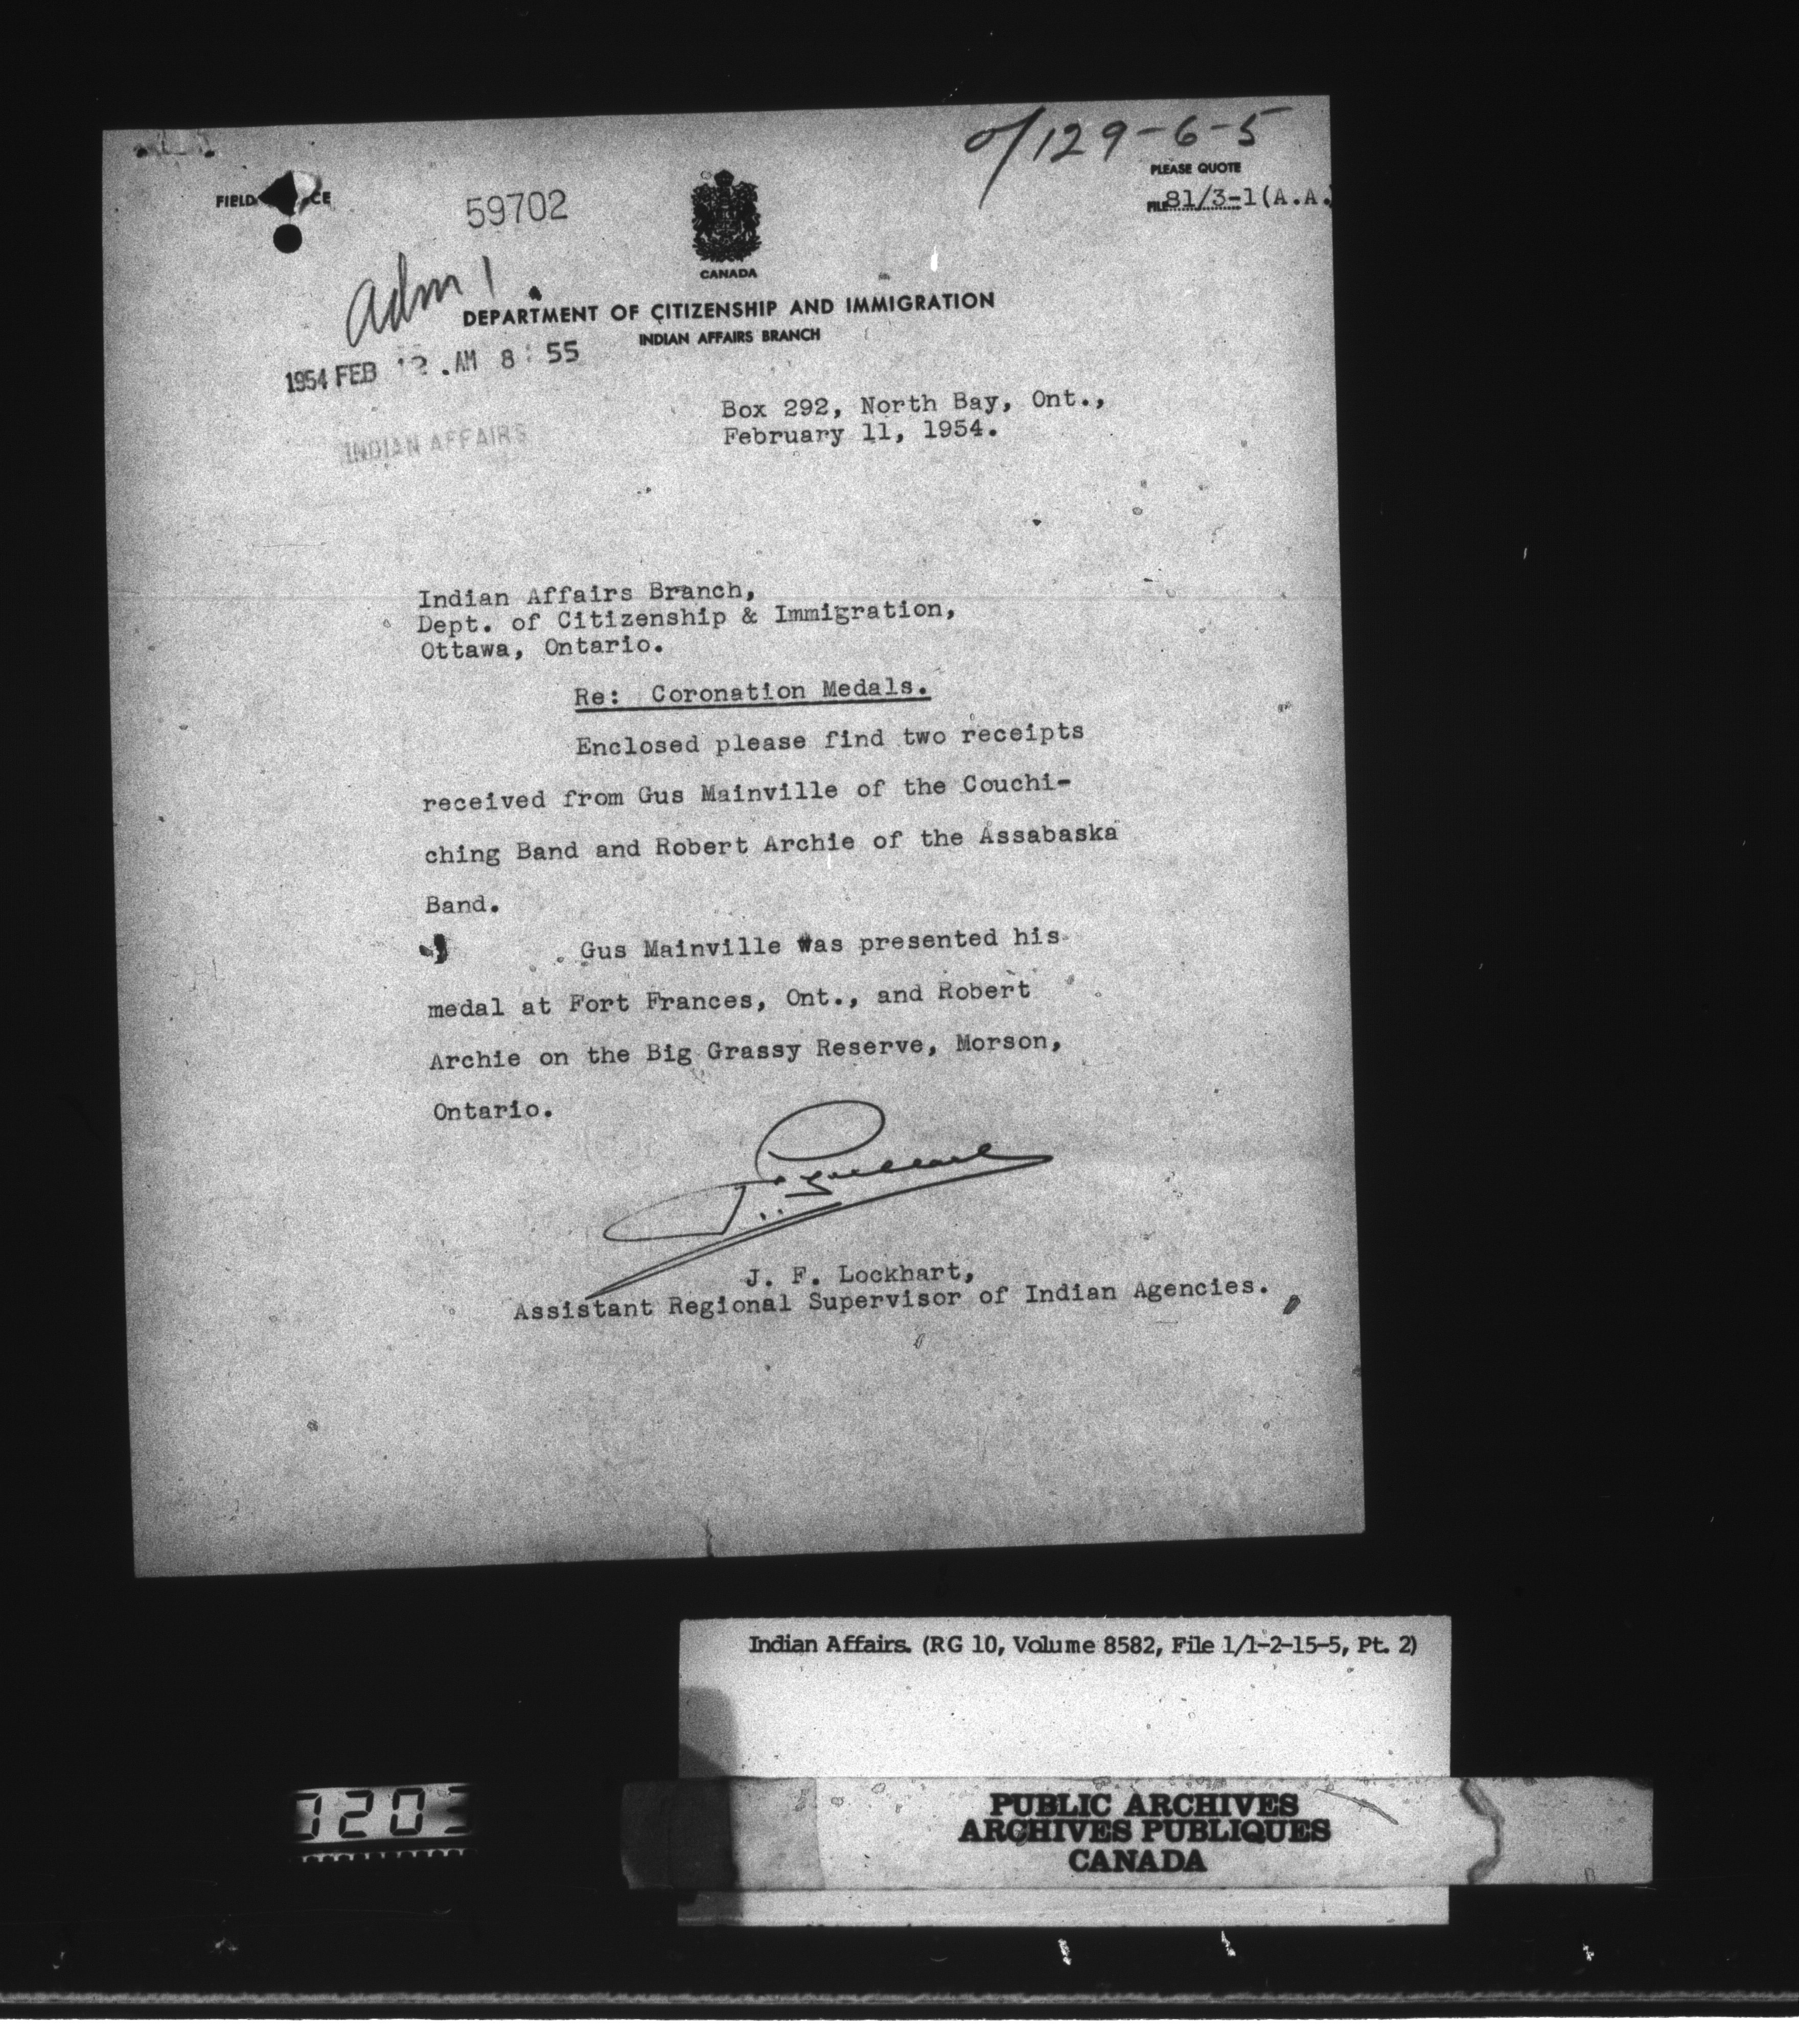 0/129-6-5
PLEASE QUOTE
FILE 81/3-1(A.A.)
FIELD
59702
CANADA
adm 1
DEPARTMENT OF CITIZENSHIP AND IMMIGRATION
INDIAN AFFAIRS BRANCH
1954 FEB 12 AM 8:55
INDIAN AFFAIRS
Box 292, North Bay, Ont.,
February 11, 1954.
Indian Affairs Branch,
Dept. of Citizenship & Immigration,
Ottawa, Ontario.
Re: Coronation Medals.
Enclosed please find two receipts
received from Gus Mainville of the Couchi-
ching Band and Robert Archie of the Assabaska
Band.
Gus Mainville was presented his
medal at Fort Frances, Ont., and Robert
Archie on the Big Grassy Reserve, Morson,
Ontario.
J. F. Lockhart,
Assistant Regional Supervisor of Indian Agencies.
Indian Affairs. (RG 10, Volume 8582, File 1/1-2-15-5, Pt. 2)
PUBLIC ARCHIVES
ARCHIVES PUBLIQUES
CANADA